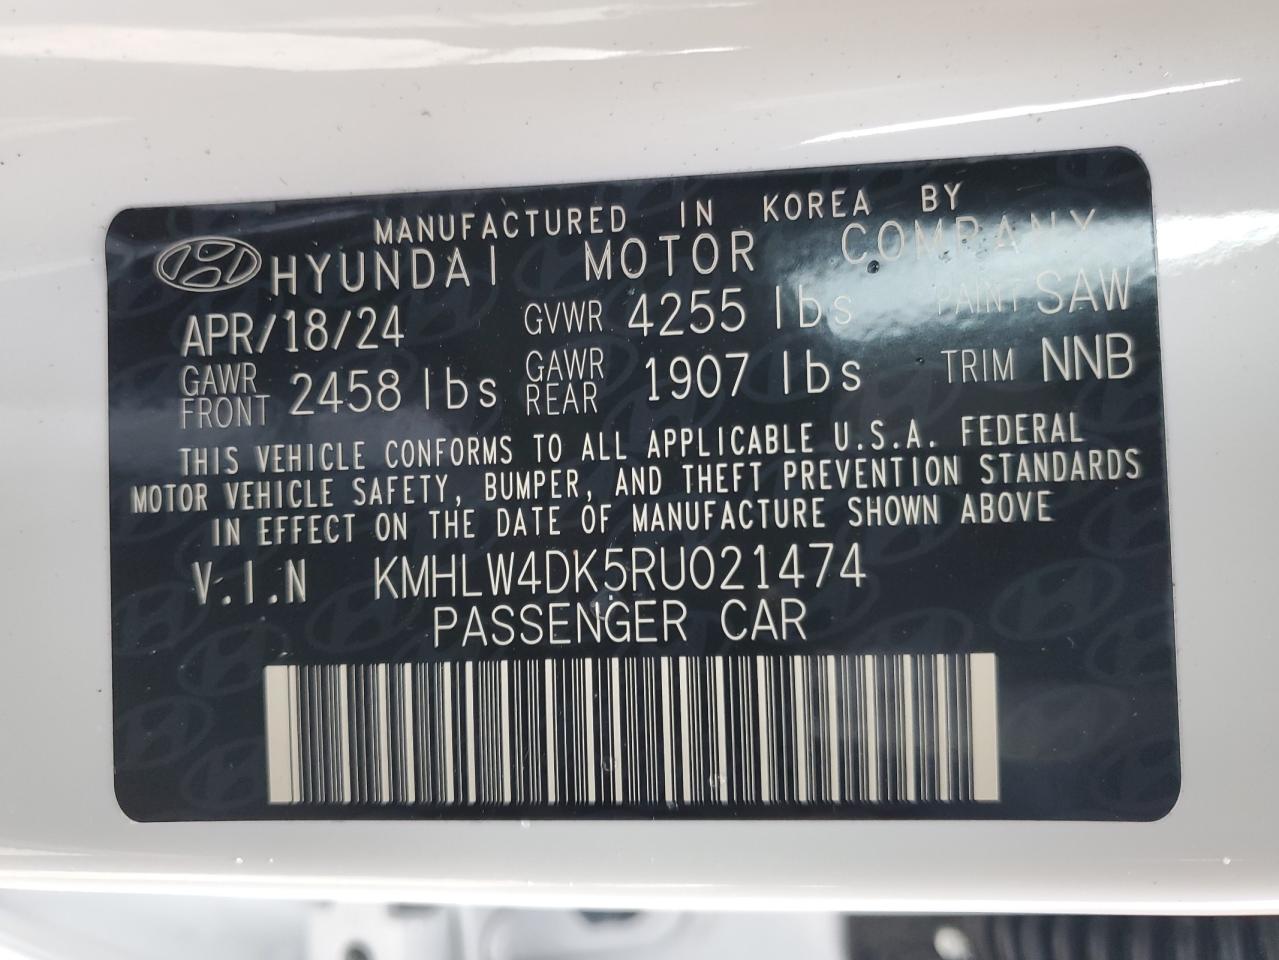 MANUFACTURED IN KOREA BY
HYUNDAI MOTOR COMPANY
APR/18/24 GVWR 4255 lbs PAINT SAW
GAWR FRONT 2458 lbs GAWR REAR 1907 lbs TRIM NNB
THIS VEHICLE CONFORMS TO ALL APPLICABLE U.S.A. FEDERAL
MOTOR VEHICLE SAFETY, BUMPER, AND THEFT PREVENTION STANDARDS
IN EFFECT ON THE DATE OF MANUFACTURE SHOWN ABOVE
V.I.N KMHLW4DK5RU021474
PASSENGER CAR